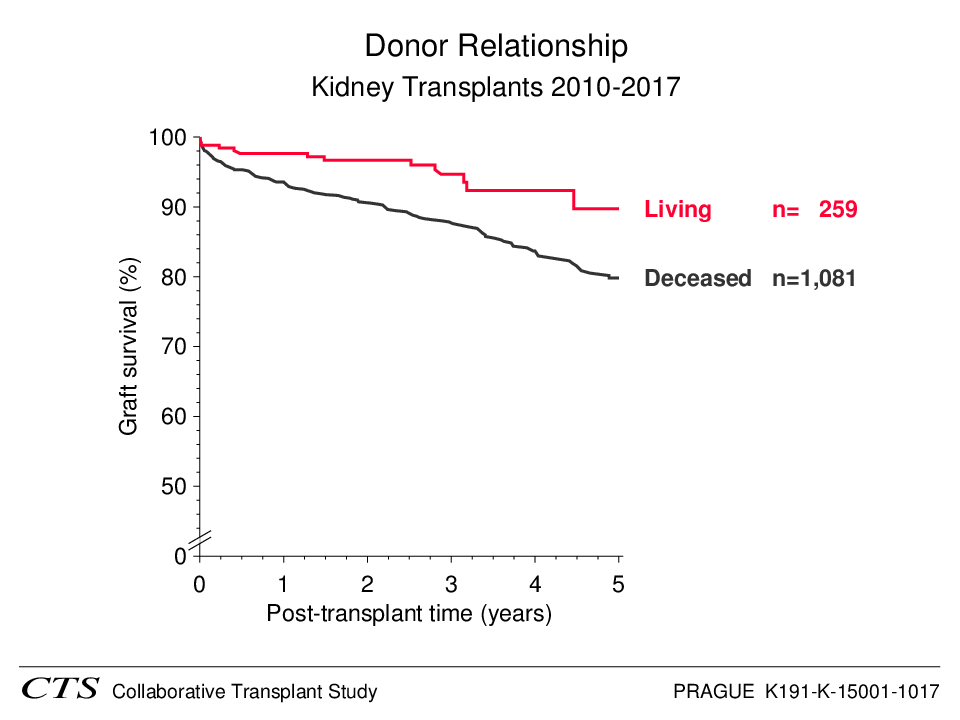 Donor Relationship
Kidney Transplants 2010-2017
Graft survival (%)
100
90
80
70
60
50
0
Living n= 259
Deceased n=1,081
0 1 2 3 4 5
Post-transplant time (years)
CTS Collaborative Transplant Study PRAGUE K191-K-15001-1017